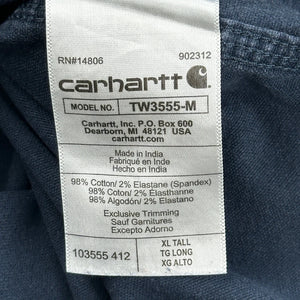 RN#14806 902312
carhartt
MODEL NO. TW3555-M
Carhartt, Inc. P.O. Box 600
Dearborn, MI 48121 USA
carhartt.com
Made in India
Fabriqué en Inde
Hecho en India
98% Cotton/ 2% Elastane (Spandex)
98% Coton/ 2% Élasthanne
98% Algodón/ 2% Elastano
Exclusive Trimming
Sauf Garnitures
Excepto Adorno
103555 412
XL TALL
TG LONG
XG ALTO